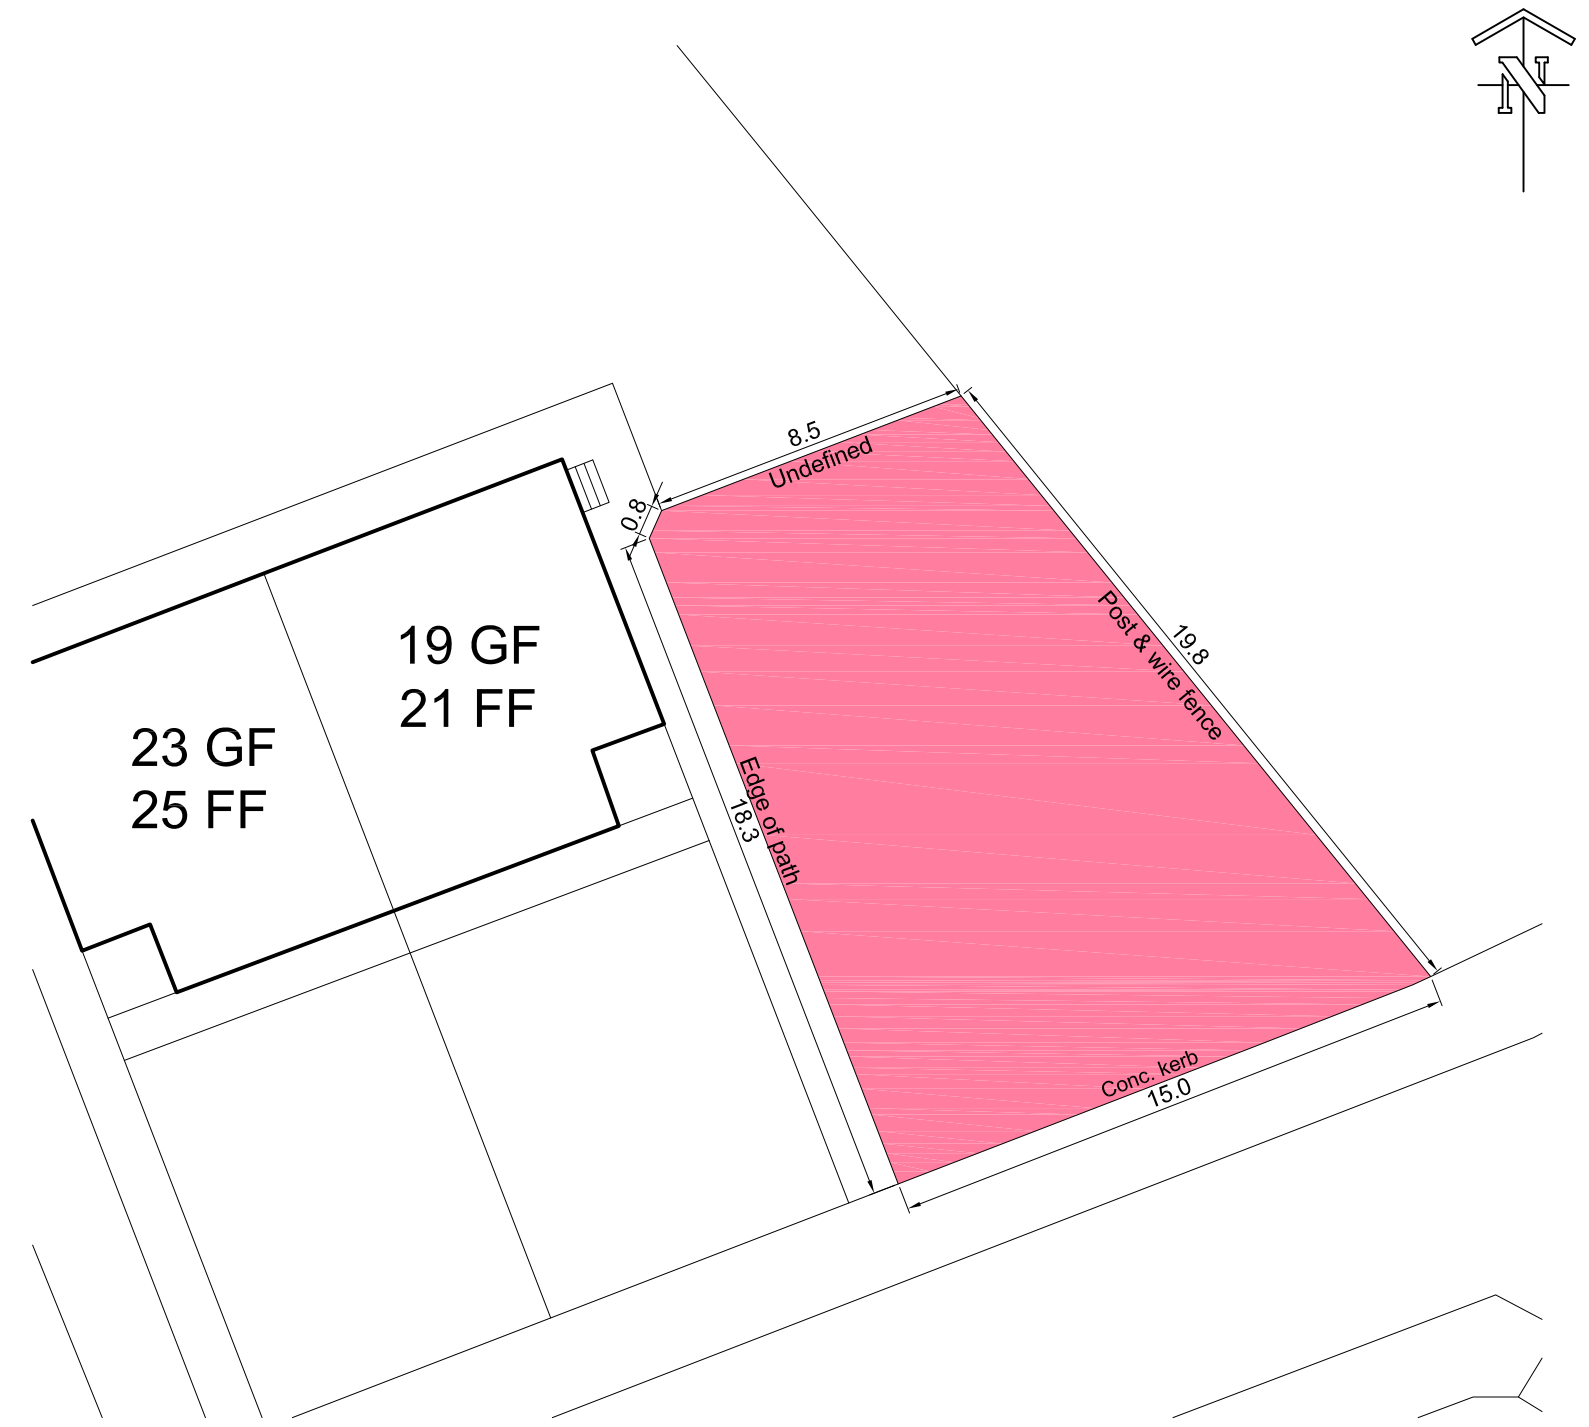 N
8.5
Undefined
0.8
Post & wire fence
19.8
19 GF
21 FF
23 GF
25 FF
Edge of path
18.3
Conc. kerb
15.0